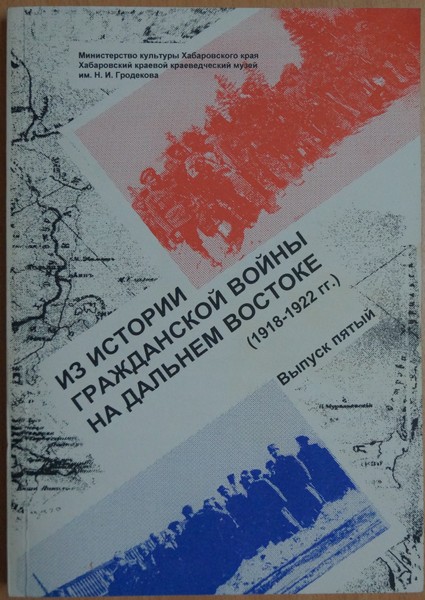 Министерство культуры Хабаровского края
Хабаровский краевой краеведческий музей
им. Н. И. Гродекова
ИЗ ИСТОРИИ
ГРАЖДАНСКОЙ ВОЙНЫ
НА ДАЛЬНЕМ ВОСТОКЕ
(1918-1922 гг.)
Выпуск пятый